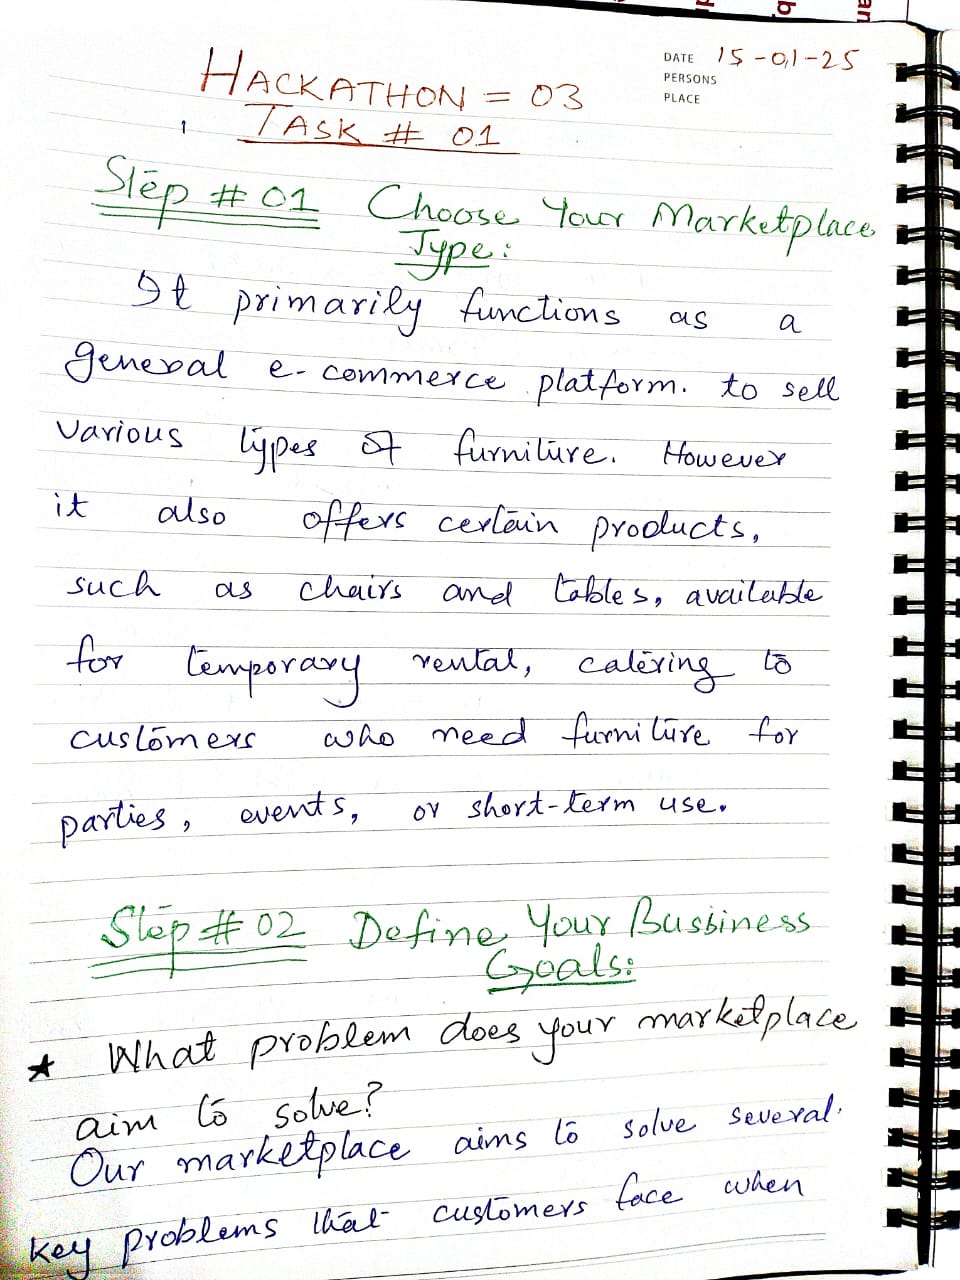 DATE 15-01-25
PERSONS
PLACE
HACKATHON = 03
TASK # 01
Step # 01 Choose Your Marketplace
Type:
It primarily functions as a
general e-commerce platform. to sell
various types of furniture. However
it also offers certain products,
such as chairs and tables, available
for temporary rental, catering to
customers who need furniture for
parties, events, or short-term use.
Step # 02 Define Your Bussiness
Goals:
★ What problem does your marketplace
aim to solve?
Our marketplace aims to solve several
key problems that customers face when